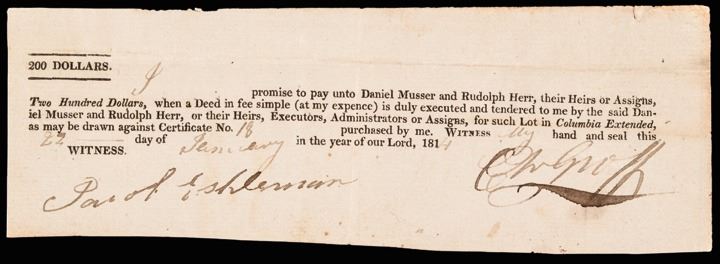 200 DOLLARS.
I promise to pay unto Daniel Musser and Rudolph Herr, their Heirs or Assigns,
Two Hundred Dollars, when a Deed in fee simple (at my expence) is duly executed and tendered to me by the said Dan-
iel Musser and Rudolph Herr, or their Heirs, Executors, Administrators or Assigns, for such Lot in Columbia Extended,
as may be drawn against Certificate No. 18 purchased by me. WITNESS My hand and seal this
22 day of January in the year of our Lord, 1814
WITNESS.
Jacob Eshleman